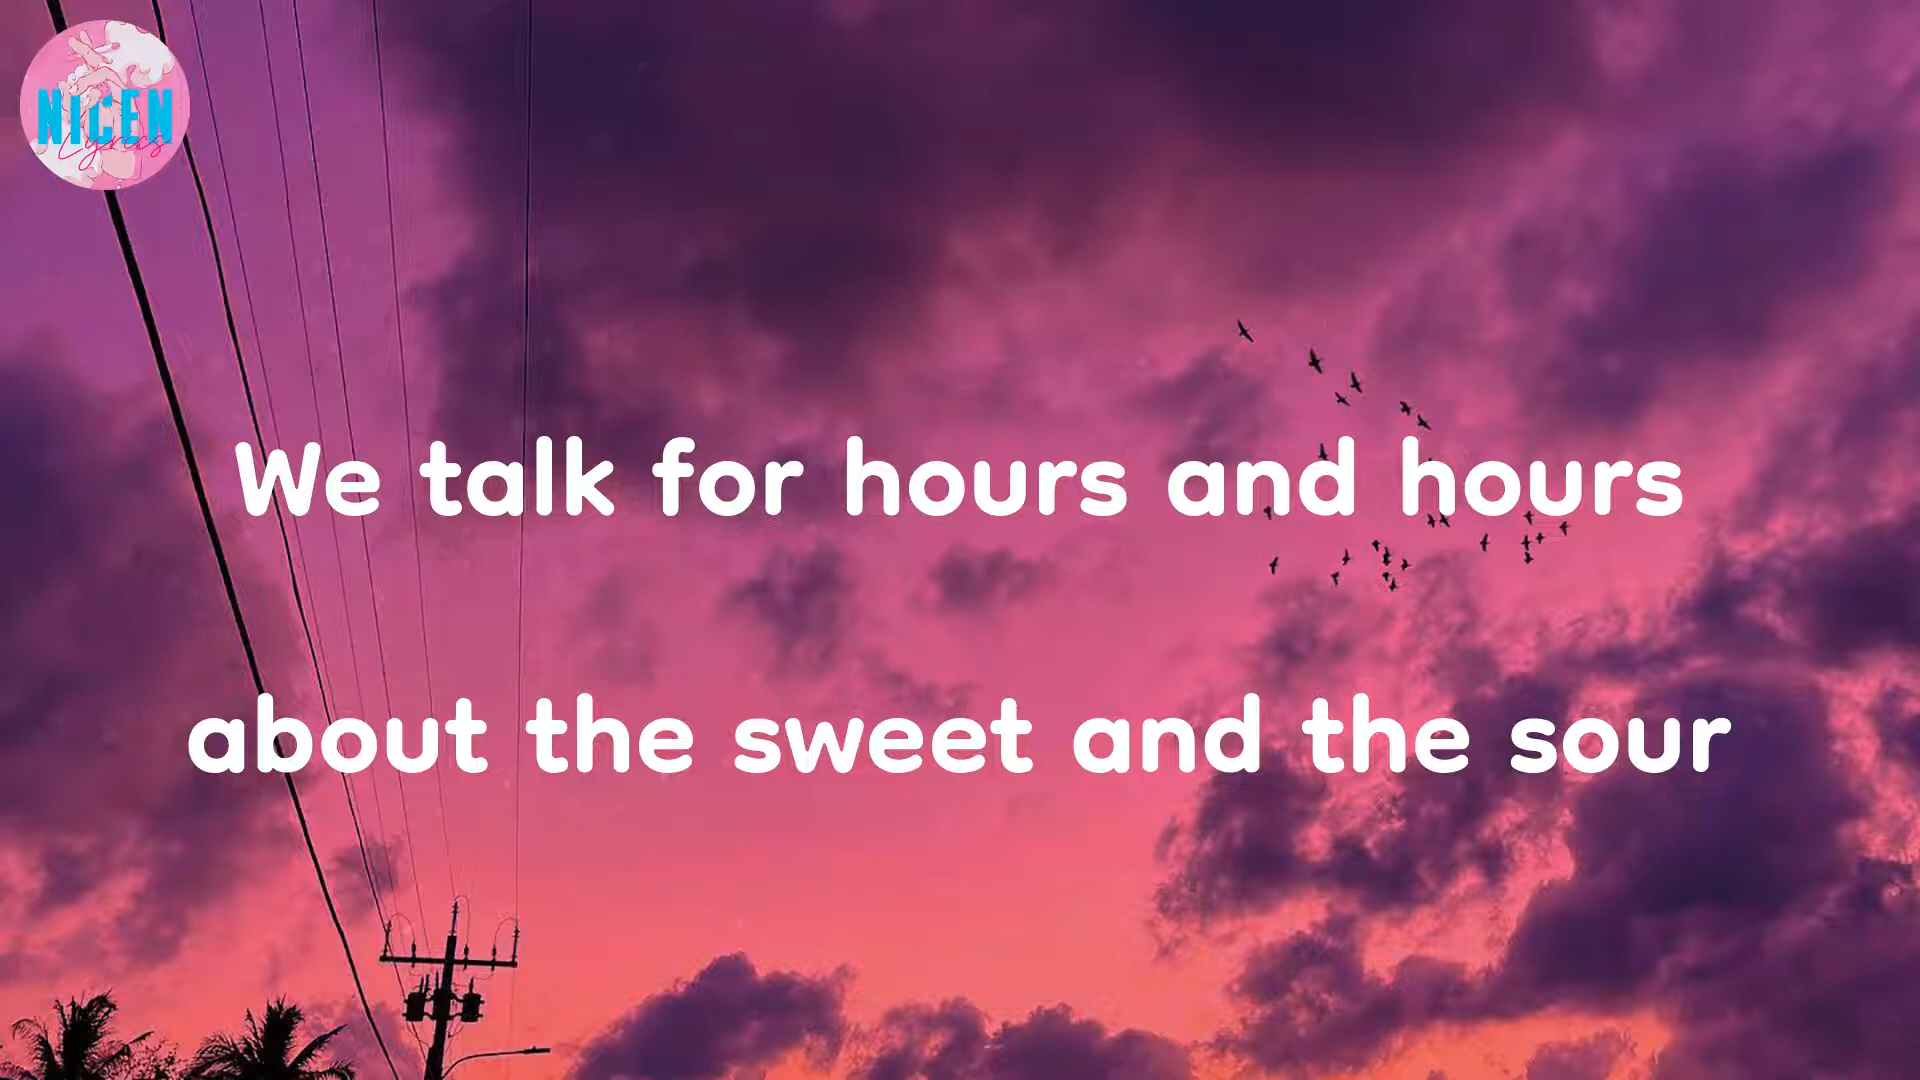 NICEN
Lyrics
We talk for hours and hours
about the sweet and the sour